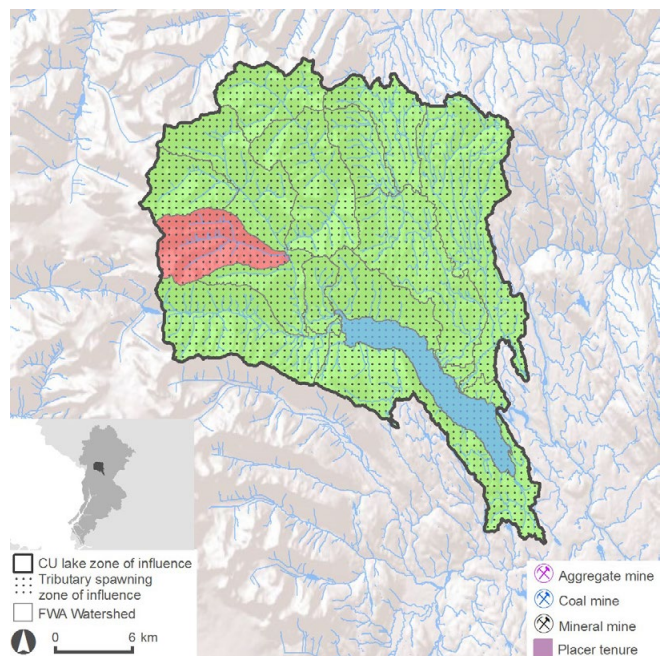 CU lake zone of influence
Tributary spawning
zone of influence
FWA Watershed
0 6 km
Aggregate mine
Coal mine
Mineral mine
Placer tenure